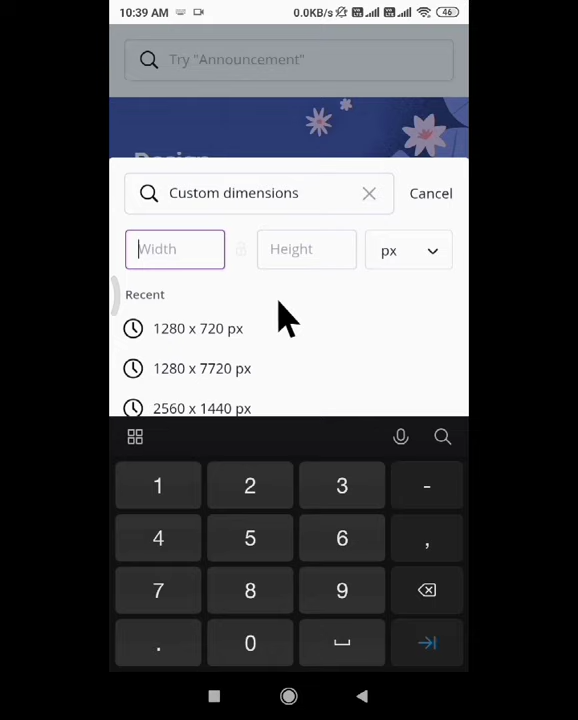 10:39 AM 0.0KB/s 46
Try "Announcement"
Design
Custom dimensions Cancel
Width Height px
Recent
1280 x 720 px
1280 x 7720 px
2560 x 1440 px
1 2 3 -
4 5 6 ,
7 8 9
. 0